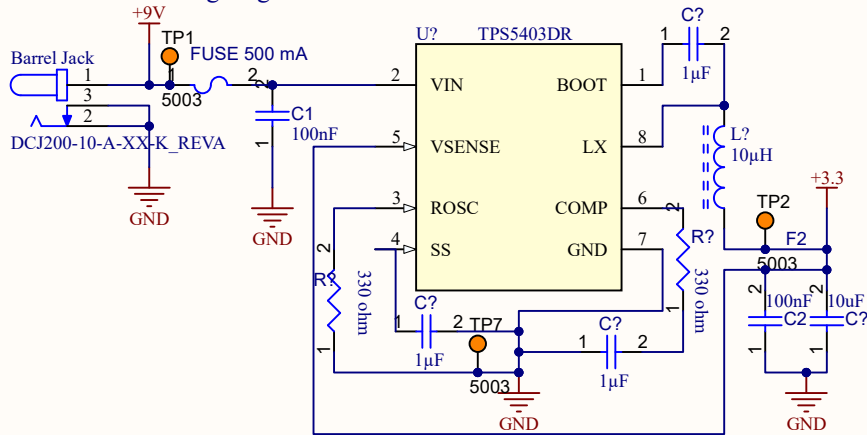 +9V
TP1
Barrel Jack
FUSE 500 mA
1
1
2
2
5003
3
2
DCJ200-10-A-XX-K_REVA
GND
C1
100nF
1
GND
U?
TPS5403DR
2
VIN
5
VSENSE
3
ROSC
4
SS
BOOT
1
LX
8
COMP
6
GND
7
C?
1
2
1µF
L?
10µH
+3.3
TP2
F2
5003
2
R?
330 ohm
1
C?
1
2
1µF
TP7
5003
GND
C?
1
2
1µF
2
R?
330 ohm
1
2
100nF
C2
1
2
10uF
C?
1
GND